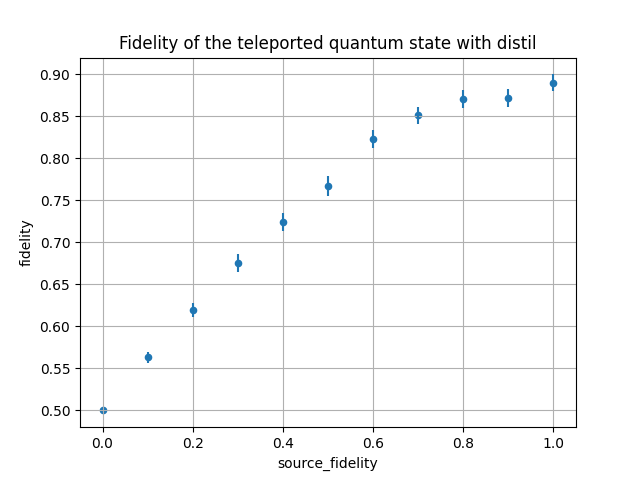 Fidelity of the teleported quantum state with distil
0.90
0.85
0.80
0.75
0.70
0.65
0.60
0.55
0.50
fidelity
0.0 0.2 0.4 0.6 0.8 1.0
source_fidelity